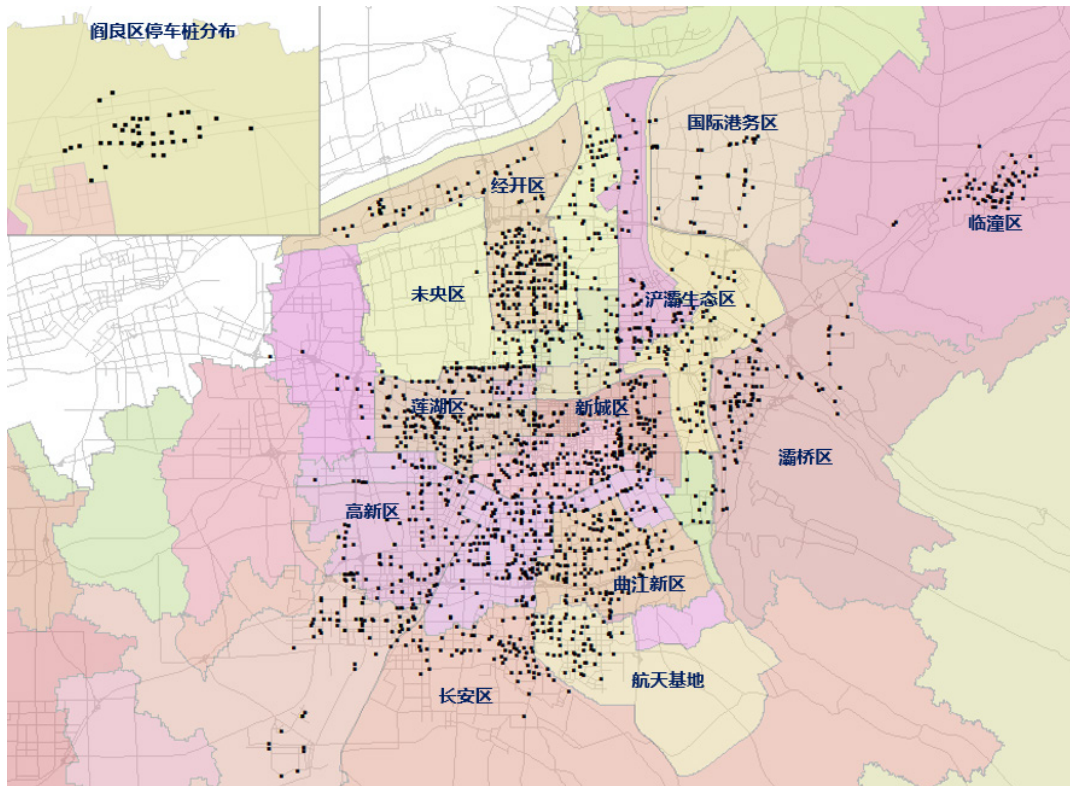 阎良区停车桩分布
国际港务区
经开区
临潼区
未央区
浐灞生态区
莲湖区
新城区
灞桥区
高新区
曲江新区
航天基地
长安区